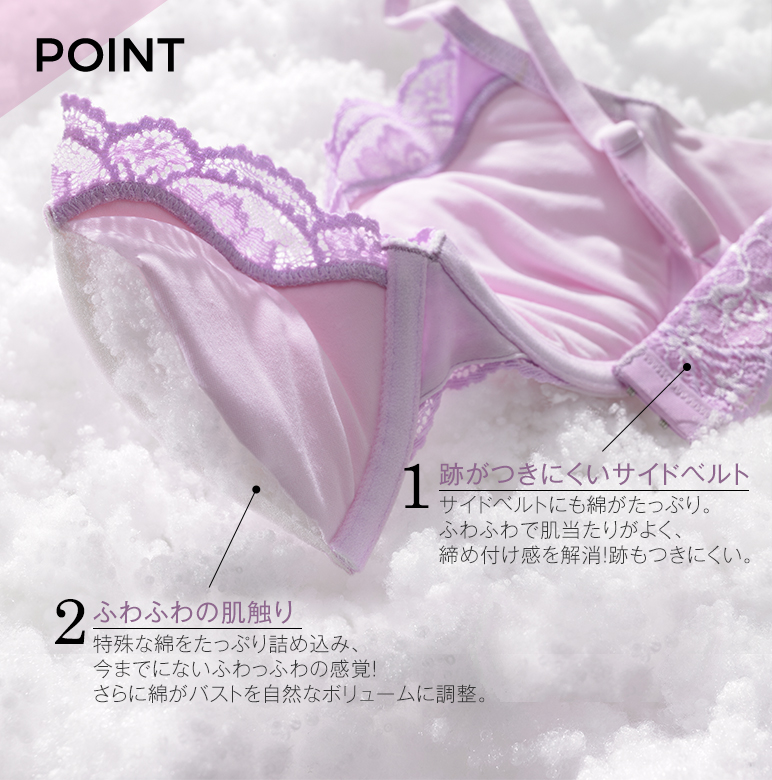 POINT
1 跡がつきにくいサイドベルト
サイドベルトにも綿がたっぷり。
ふわふわで肌当たりがよく、
締め付け感を解消!跡もつきにくい。
2 ふわふわの肌触り
特殊な綿をたっぷり詰め込み、
今までにないふわっふわの感覚!
さらに綿がバストを自然なボリュームに調整。